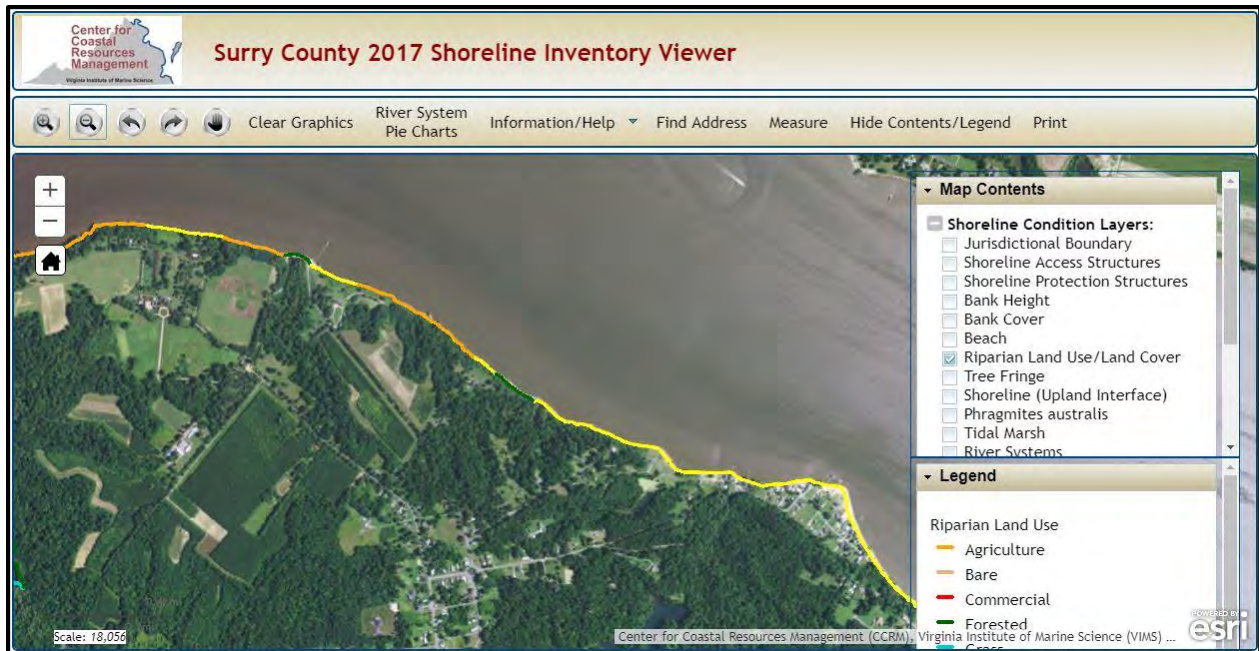 Center for
Coastal
Resources
Management
Virginia Institute of Marine Science
Surry County 2017 Shoreline Inventory Viewer
Clear Graphics
River System
Pie Charts
Information/Help
Find Address
Measure
Hide Contents/Legend
Print
Map Contents
Shoreline Condition Layers:
Jurisdictional Boundary
Shoreline Access Structures
Shoreline Protection Structures
Bank Height
Bank Cover
Beach
Riparian Land Use/Land Cover
Tree Fringe
Shoreline (Upland Interface)
Phragmites australis
Tidal Marsh
River Systems
Legend
Riparian Land Use
Agriculture
Bare
Commercial
Forested
Grass
Scale: 18,056
Center for Coastal Resources Management (CCRM), Virginia Institute of Marine Science (VIMS) ...
POWERED BY
esri